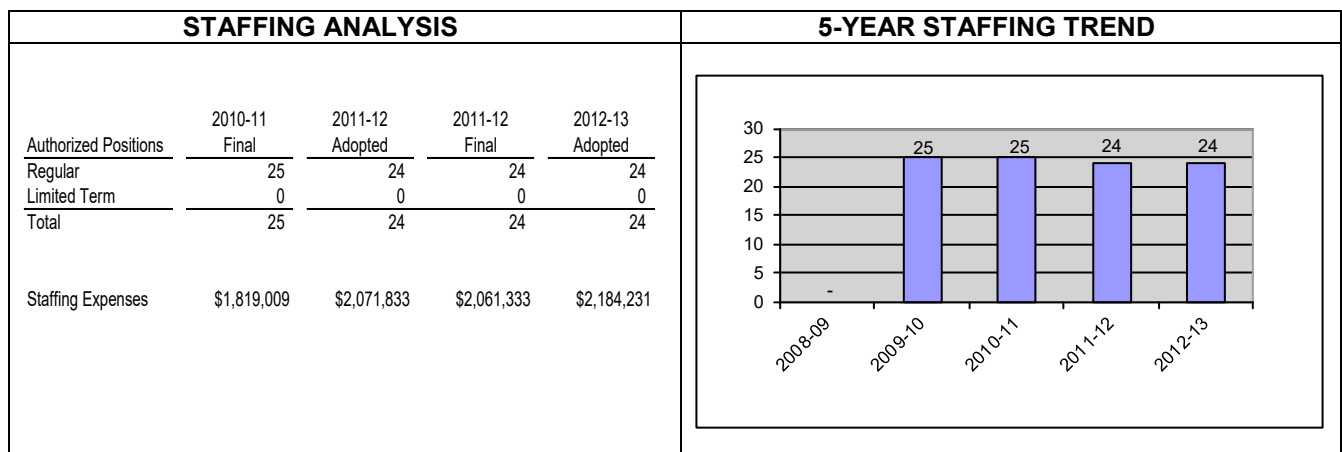 STAFFING ANALYSIS
2010-11 2011-12 2011-12 2012-13
Authorized Positions Final Adopted Final Adopted
Regular 25 24 24 24
Limited Term 0 0 0 0
Total 25 24 24 24
Staffing Expenses $1,819,009 $2,071,833 $2,061,333 $2,184,231
5-YEAR STAFFING TREND
30
25
20
15
10
5
0
- 25 25 24 24
2008-09 2009-10 2010-11 2011-12 2012-13